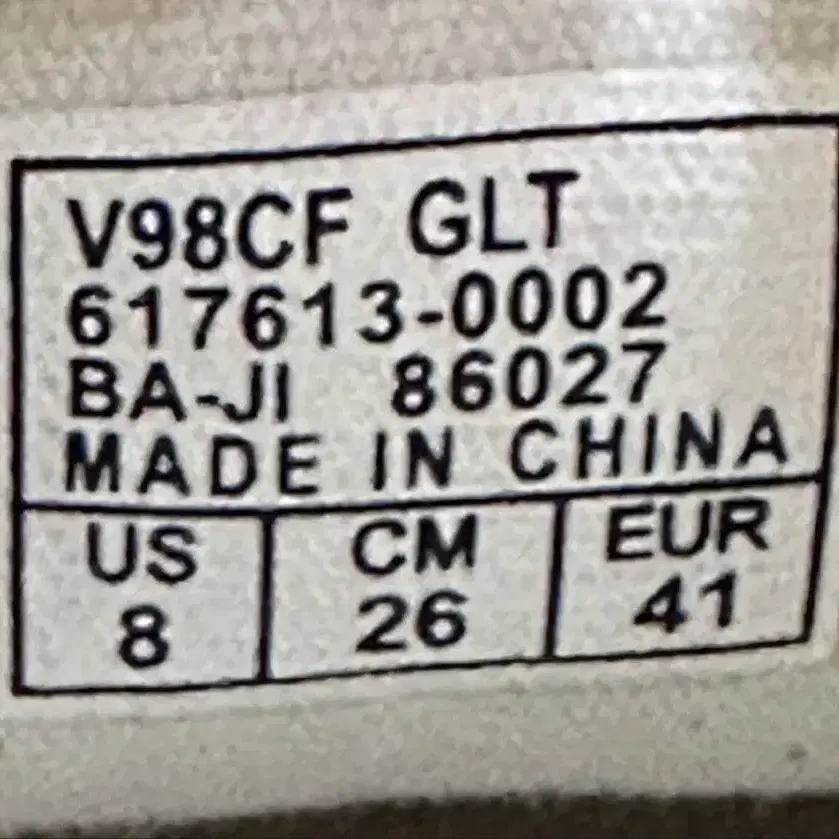 V98CF GLT
617613-0002
BA-JI 86027
MADE IN CHINA
US CM EUR
8 26 41